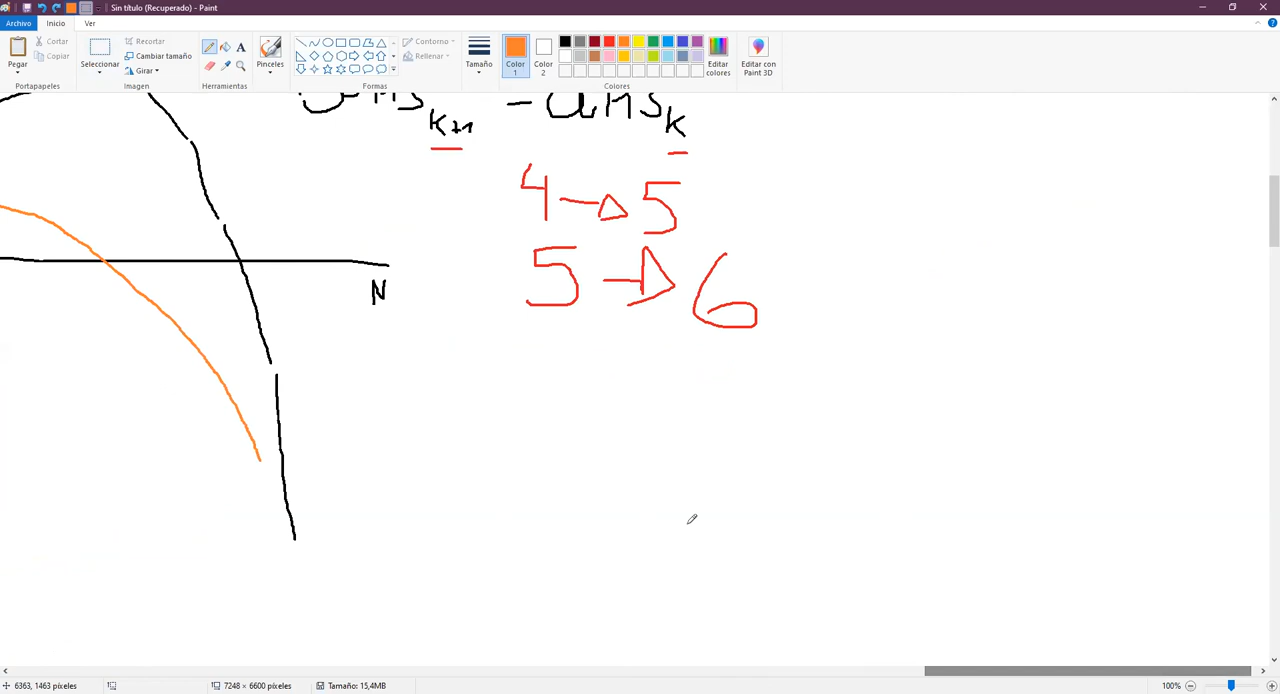 Sin título (Recuperado) - Paint
Archivo Inicio Ver
Pegar
Cortar
Copiar
Portapapeles
Seleccionar
Recortar
Cambiar tamaño
Girar
Imagen
A
Herramientas
Pinceles
Contorno
Rellenar
Formas
Tamaño
Color 1
Color 2
Editar colores
Colores
Editar con Paint 3D
k+1 - k
4 → 5
5 → 6
N
6363, 1463 píxeles
7248 × 6600 píxeles
Tamaño: 15,4MB
100%